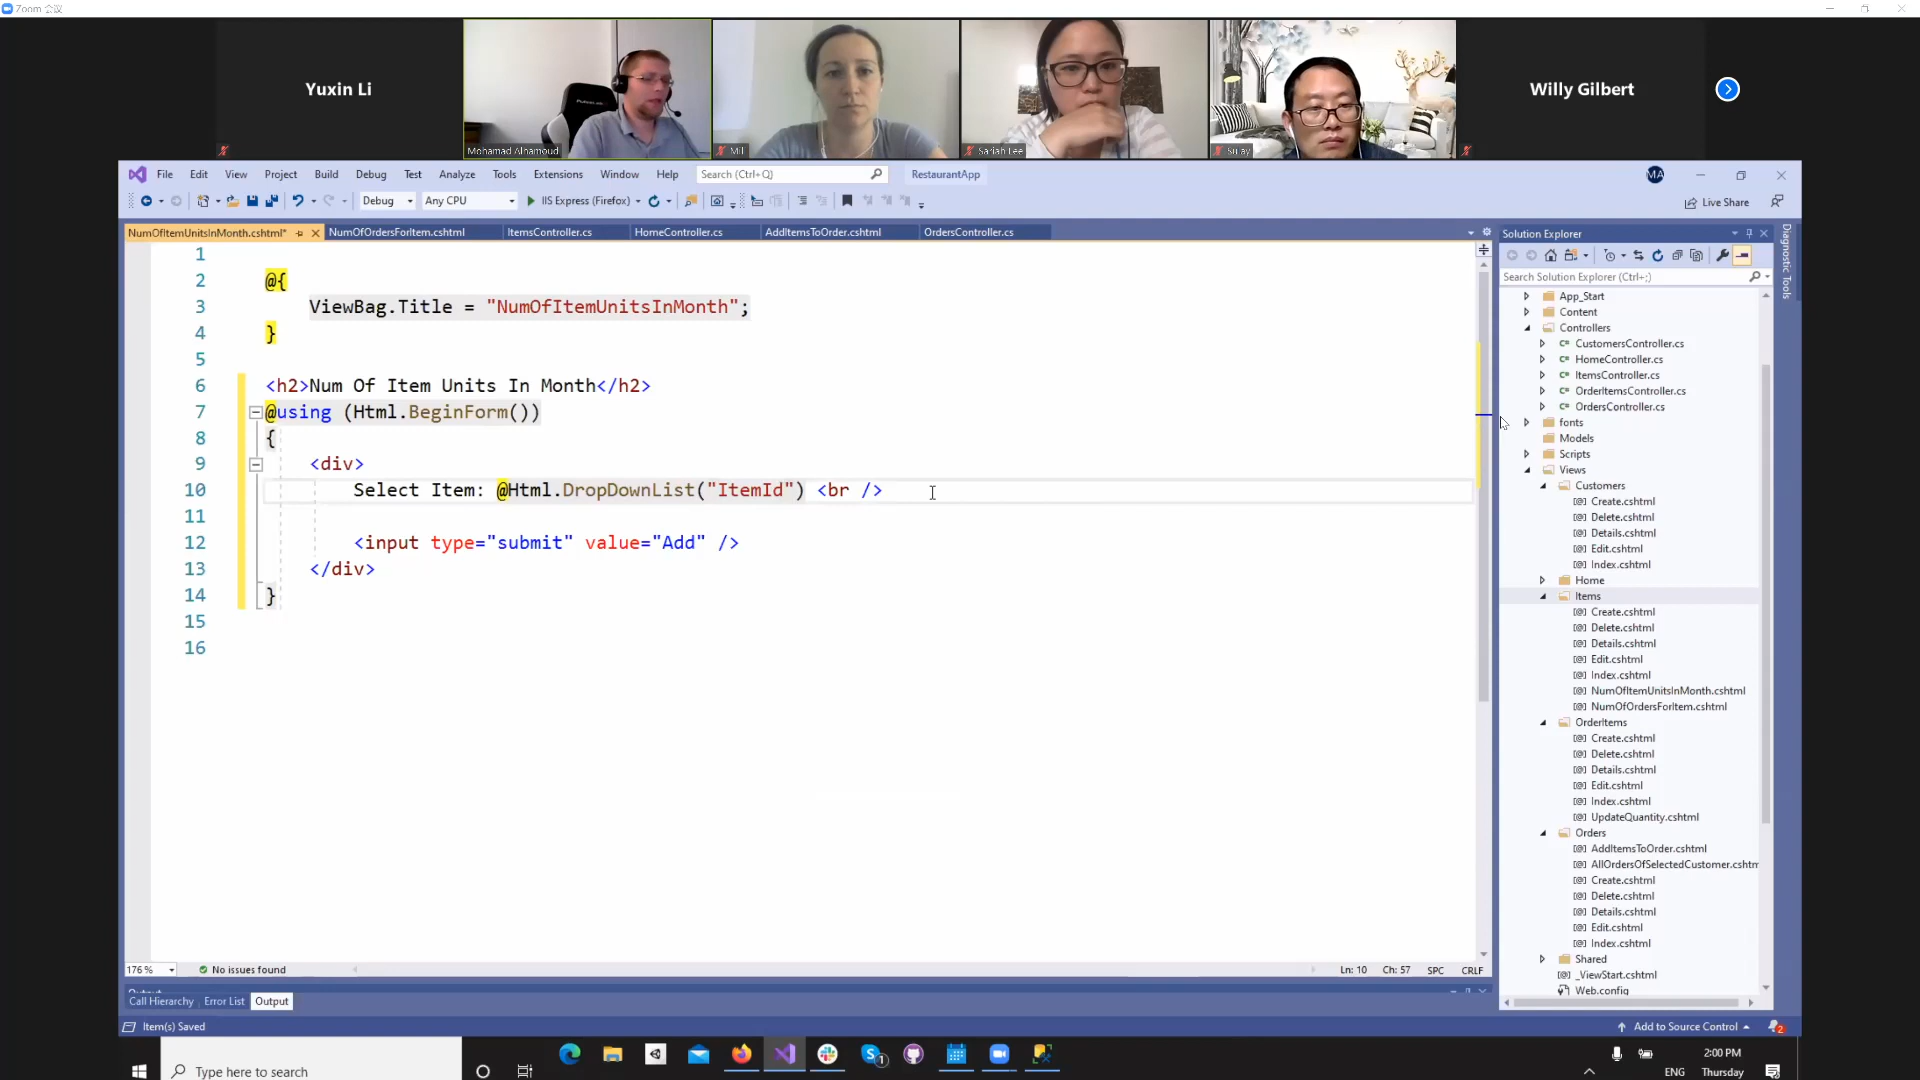 Zoom 会议
Yuxin Li
Mohamad Alhamoud
Mil
Sariah Lee
Su ay
Willy Gilbert
File Edit View Project Build Debug Test Analyze Tools Extensions Window Help Search (Ctrl+Q) RestaurantApp MA
Debug Any CPU IIS Express (Firefox) Live Share
NumOfItemUnitsInMonth.cshtml* NumOfOrdersForItem.cshtml ItemsController.cs HomeController.cs AddItemsToOrder.cshtml OrdersController.cs
1
2 @{
3 ViewBag.Title = "NumOfItemUnitsInMonth";
4 }
5
6 <h2>Num Of Item Units In Month</h2>
7 @using (Html.BeginForm())
8 {
9 <div>
10 Select Item: @Html.DropDownList("ItemId") <br />
11
12 <input type="submit" value="Add" />
13 </div>
14 }
15
16
176 % No issues found Ln: 10 Ch: 57 SPC CRLF
Output
Call Hierarchy Error List Output
Item(s) Saved Add to Source Control 2
Solution Explorer
Search Solution Explorer (Ctrl+;)
App_Start
Content
Controllers
C# CustomersController.cs
C# HomeController.cs
C# ItemsController.cs
C# OrderItemsController.cs
C# OrdersController.cs
fonts
Models
Scripts
Views
Customers
Create.cshtml
Delete.cshtml
Details.cshtml
Edit.cshtml
Index.cshtml
Home
Items
Create.cshtml
Delete.cshtml
Details.cshtml
Edit.cshtml
Index.cshtml
NumOfItemUnitsInMonth.cshtml
NumOfOrdersForItem.cshtml
OrderItems
Create.cshtml
Delete.cshtml
Details.cshtml
Edit.cshtml
Index.cshtml
UpdateQuantity.cshtml
Orders
AddItemsToOrder.cshtml
AllOrdersOfSelectedCustomer.cshtm
Create.cshtml
Delete.cshtml
Details.cshtml
Edit.cshtml
Index.cshtml
Shared
_ViewStart.cshtml
Web.config
Diagnostic Tools
Type here to search
1
2:00 PM
ENG Thursday